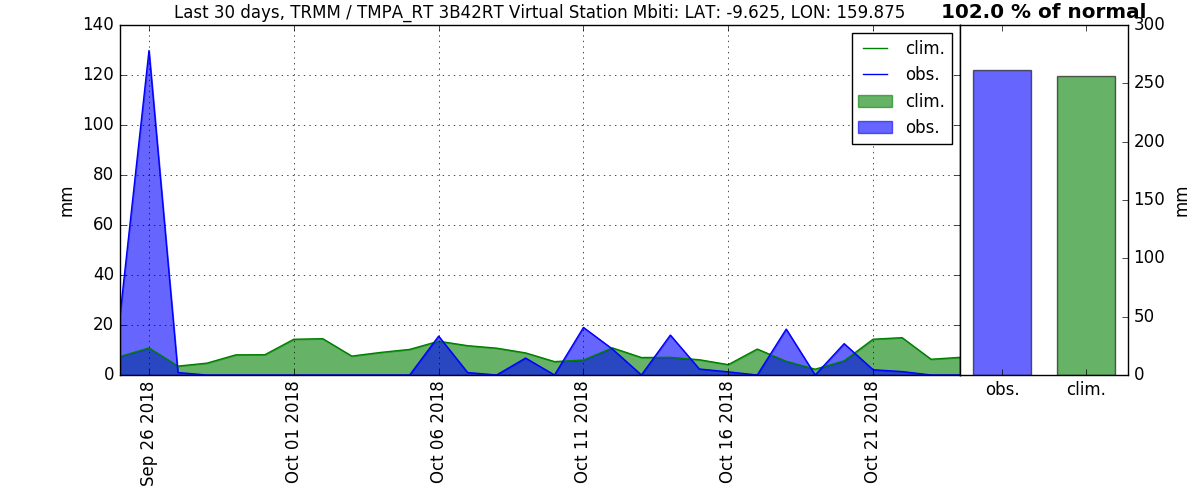 Last 30 days, TRMM / TMPA_RT 3B42RT Virtual Station Mbiti: LAT: -9.625, LON: 159.875
102.0 % of normal
140
120
100
80
60
40
20
0
mm
clim.
obs.
clim.
obs.
Sep 26 2018
Oct 01 2018
Oct 06 2018
Oct 11 2018
Oct 16 2018
Oct 21 2018
300
250
200
150
100
50
0
mm
obs.
clim.